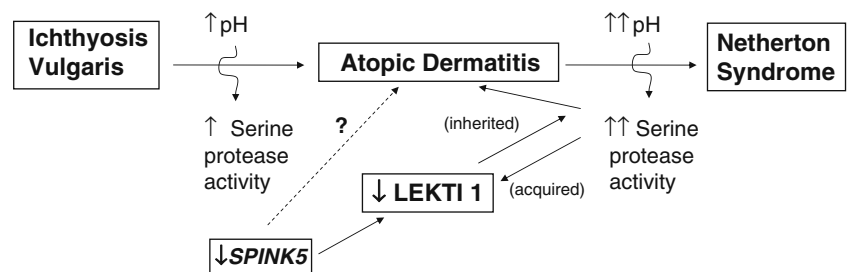 Ichthyosis
Vulgaris
↑pH
↑ Serine
protease
activity
Atopic Dermatitis
↑↑pH
↑↑ Serine
protease
activity
Netherton
Syndrome
?
(inherited)
(acquired)
↓ LEKTI 1
↓SPINK5